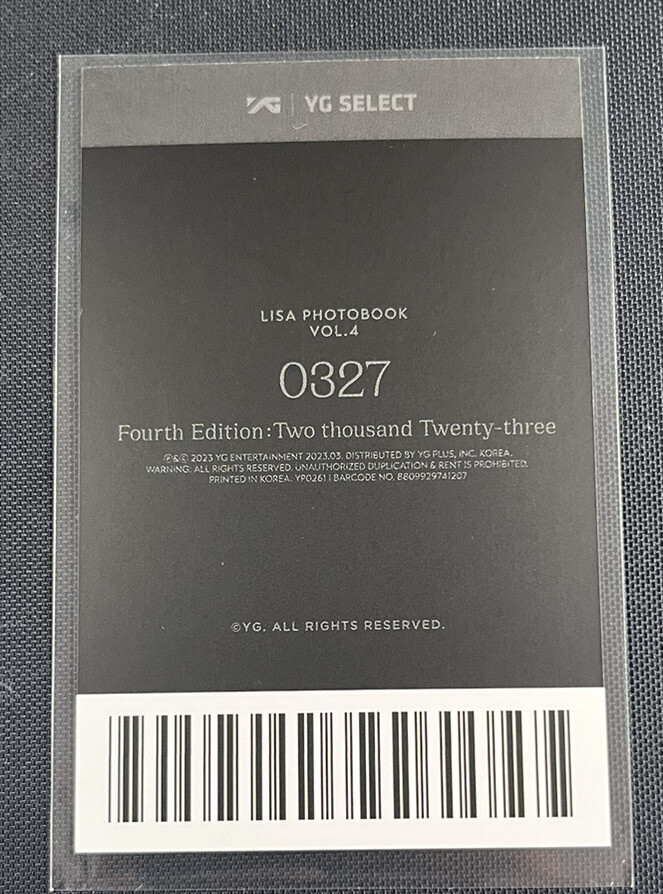 YG | YG SELECT
LISA PHOTOBOOK
VOL.4
0327
Fourth Edition:Two thousand Twenty-three
℗&© 2023 YG ENTERTAINMENT 2023.03. DISTRIBUTED BY YG PLUS, INC. KOREA.
WARNING: ALL RIGHTS RESERVED. UNAUTHORIZED DUPLICATION & RENT IS PROHIBITED.
PRINTED IN KOREA. YP0261 | BARCODE NO. 8809929741207
©YG, ALL RIGHTS RESERVED.